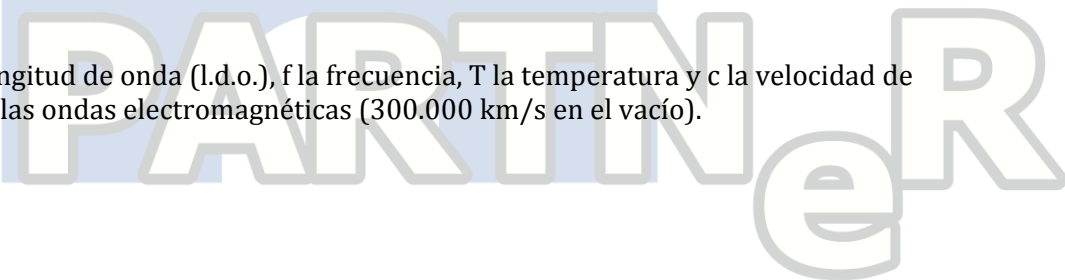 PARTNeR
ngitud de onda (l.d.o.), f la frecuencia, T la temperatura y c la velocidad de
las ondas electromagnéticas (300.000 km/s en el vacío).